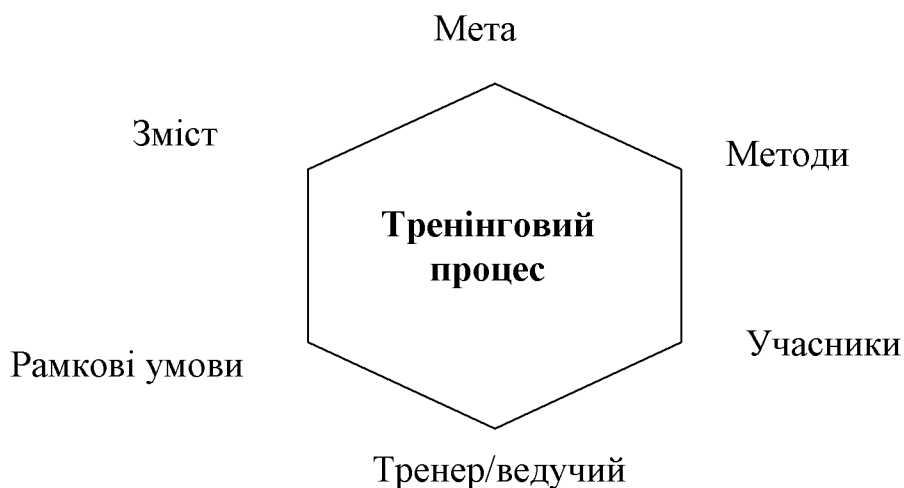 Мета
Зміст
Методи
Тренінговий
процес
Рамкові умови
Учасники
Тренер/ведучий